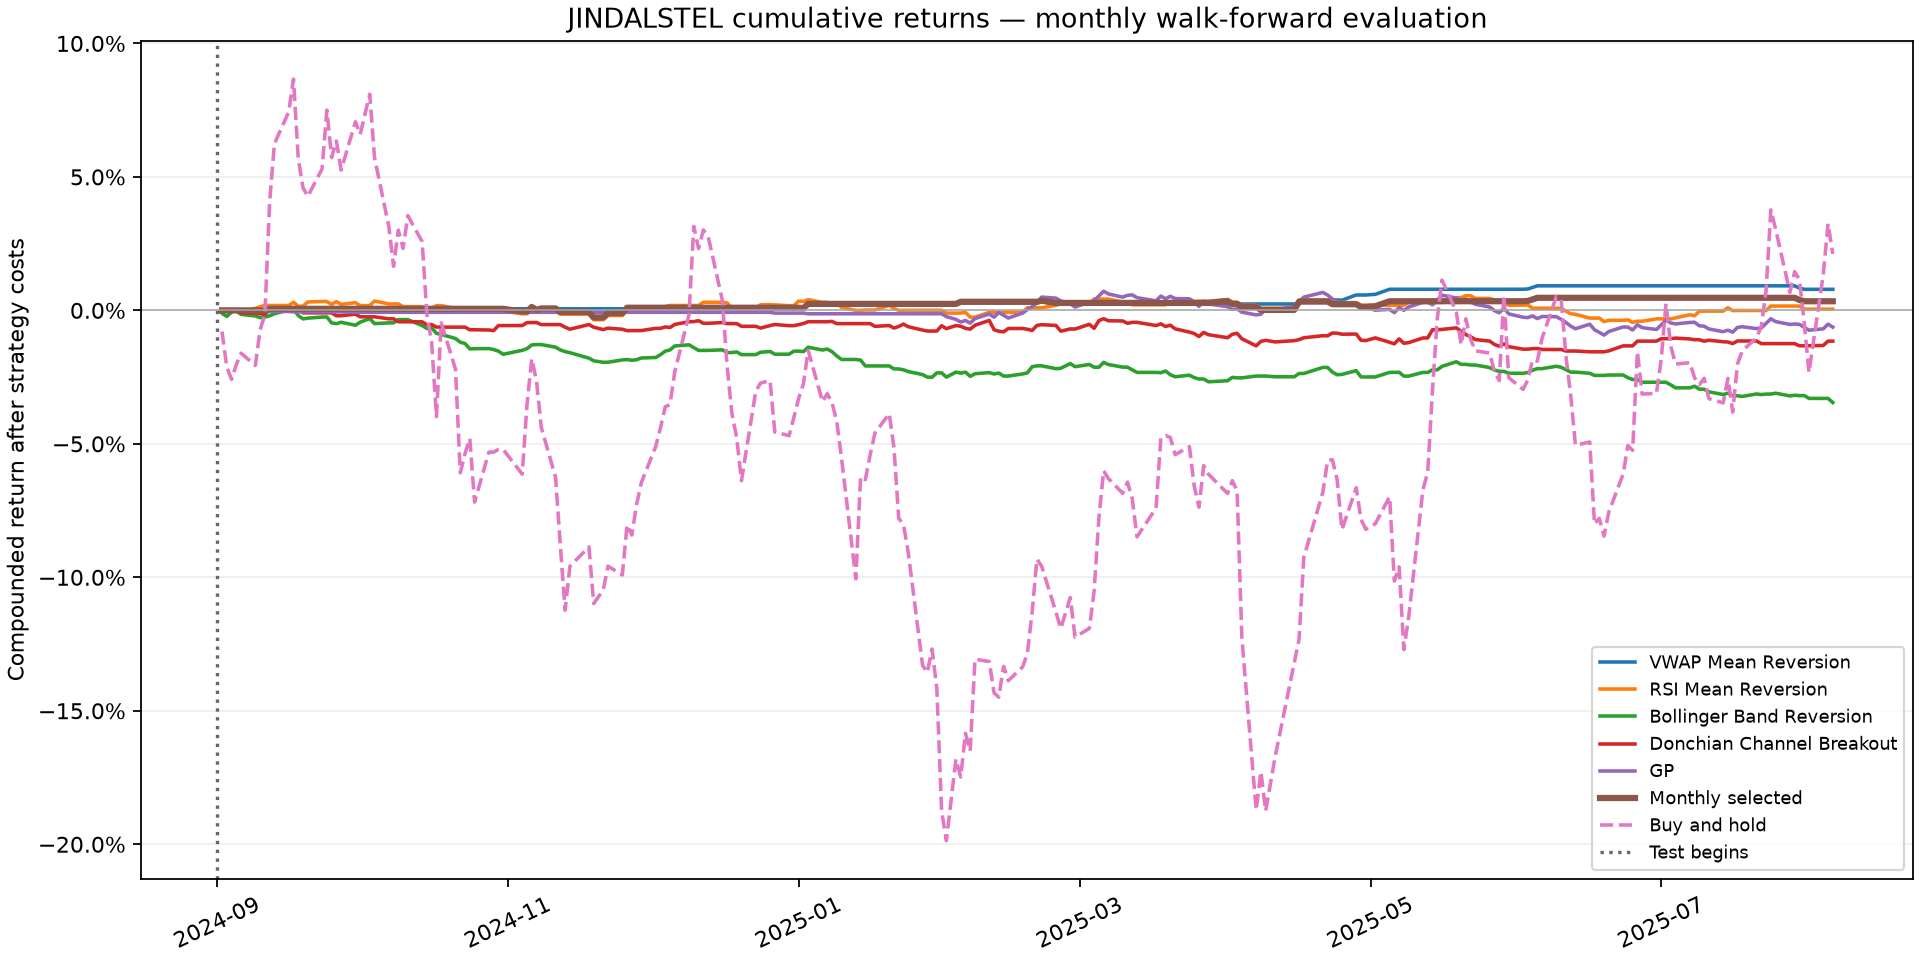 JINDALSTEL cumulative returns — monthly walk-forward evaluation
Compounded return after strategy costs
10.0%
5.0%
0.0%
−5.0%
−10.0%
−15.0%
−20.0%
2024-09
2024-11
2025-01
2025-03
2025-05
2025-07
VWAP Mean Reversion
RSI Mean Reversion
Bollinger Band Reversion
Donchian Channel Breakout
GP
Monthly selected
Buy and hold
Test begins